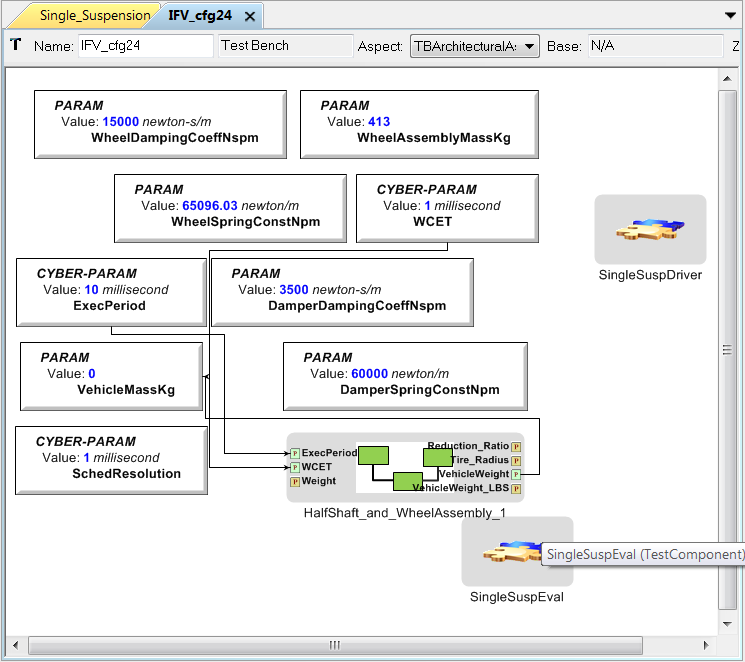 Single_Suspension
IFV_cfg24
Name: IFV_cfg24 Test Bench Aspect: TBArchitecturalA Base: N/A Z
PARAM
Value: 15000 newton-s/m
WheelDampingCoeffNspm
PARAM
Value: 413
WheelAssemblyMassKg
PARAM
Value: 65096.03 newton/m
WheelSpringConstNpm
CYBER-PARAM
Value: 1 millisecond
WCET
SingleSuspDriver
CYBER-PARAM
Value: 10 millisecond
ExecPeriod
PARAM
Value: 3500 newton-s/m
DamperDampingCoeffNspm
PARAM
Value: 0
VehicleMassKg
PARAM
Value: 60000 newton/m
DamperSpringConstNpm
CYBER-PARAM
Value: 1 millisecond
SchedResolution
P ExecPeriod
P WCET
P Weight
Reduction_Ratio P
Tire_Radius P
VehicleWeight P
VehicleWeight_LBS P
HalfShaft_and_WheelAssembly_1
SingleSuspEval (TestComponent)
SingleSuspEval